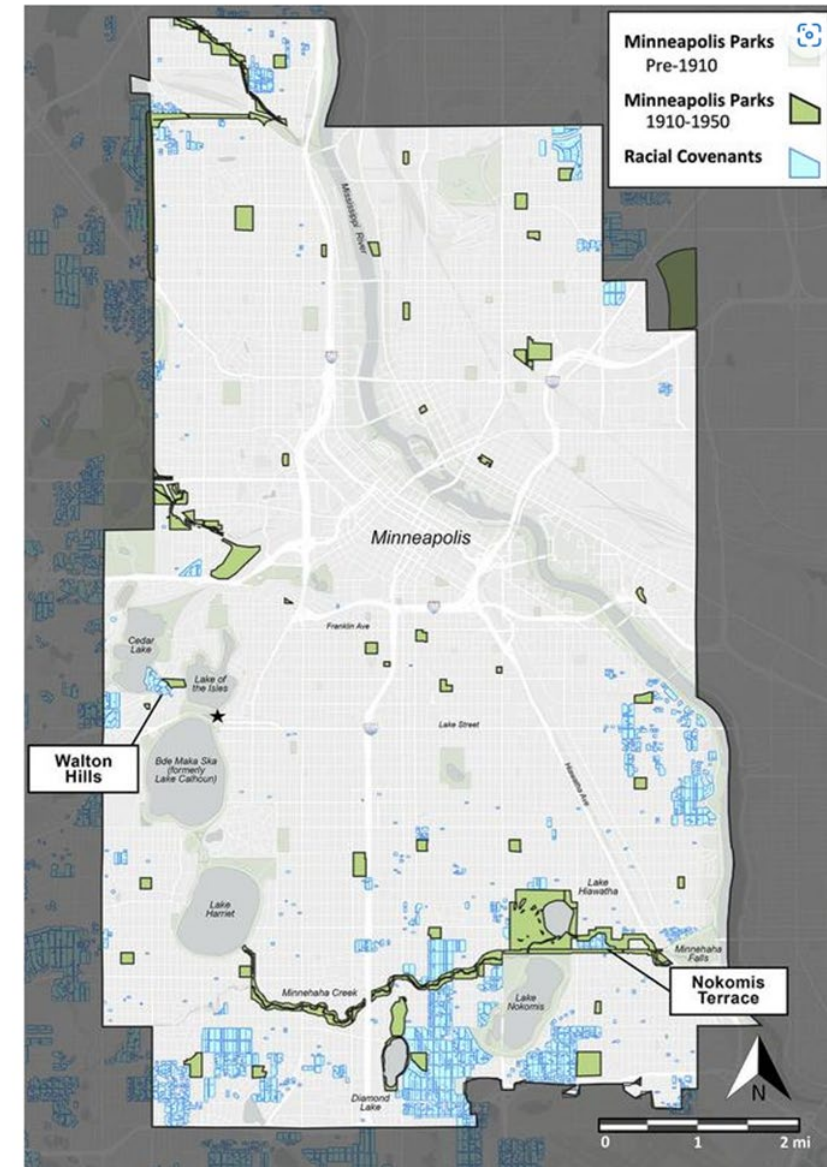 Minneapolis Parks
Pre-1910
Minneapolis Parks
1910-1950
Racial Covenants
Mississippi River
Minneapolis
Franklin Ave
Cedar
Lake
Lake of
the Isles
Lake Street
Walton
Hills
Bde Maka Ska
(formerly
Lake Calhoun)
Hiawatha Ave
Lake
Hiawatha
Lake
Harriet
Minnehaha
Falls
Minnehaha Creek
Nokomis
Terrace
Lake
Nokomis
Diamond
Lake
N
0 1 2 mi